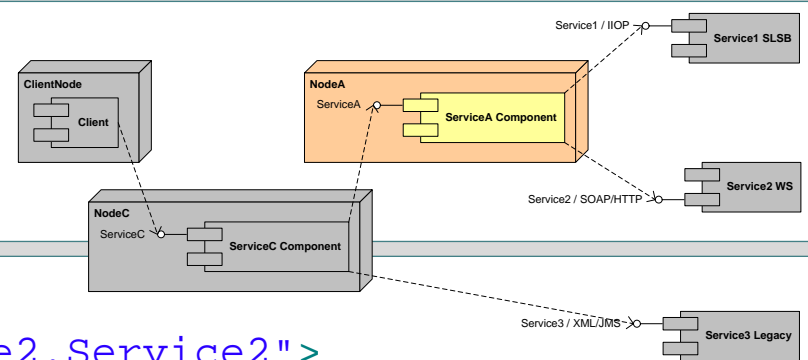 Service1 / IIOP
Service1 SLSB
ClientNode
Client
NodeA
ServiceA
ServiceA Component
Service2 WS
Service2 / SOAP/HTTP
NodeC
ServiceC
ServiceC Component
Service3 / XML/JMS
Service3 Legacy
e2.Service2">